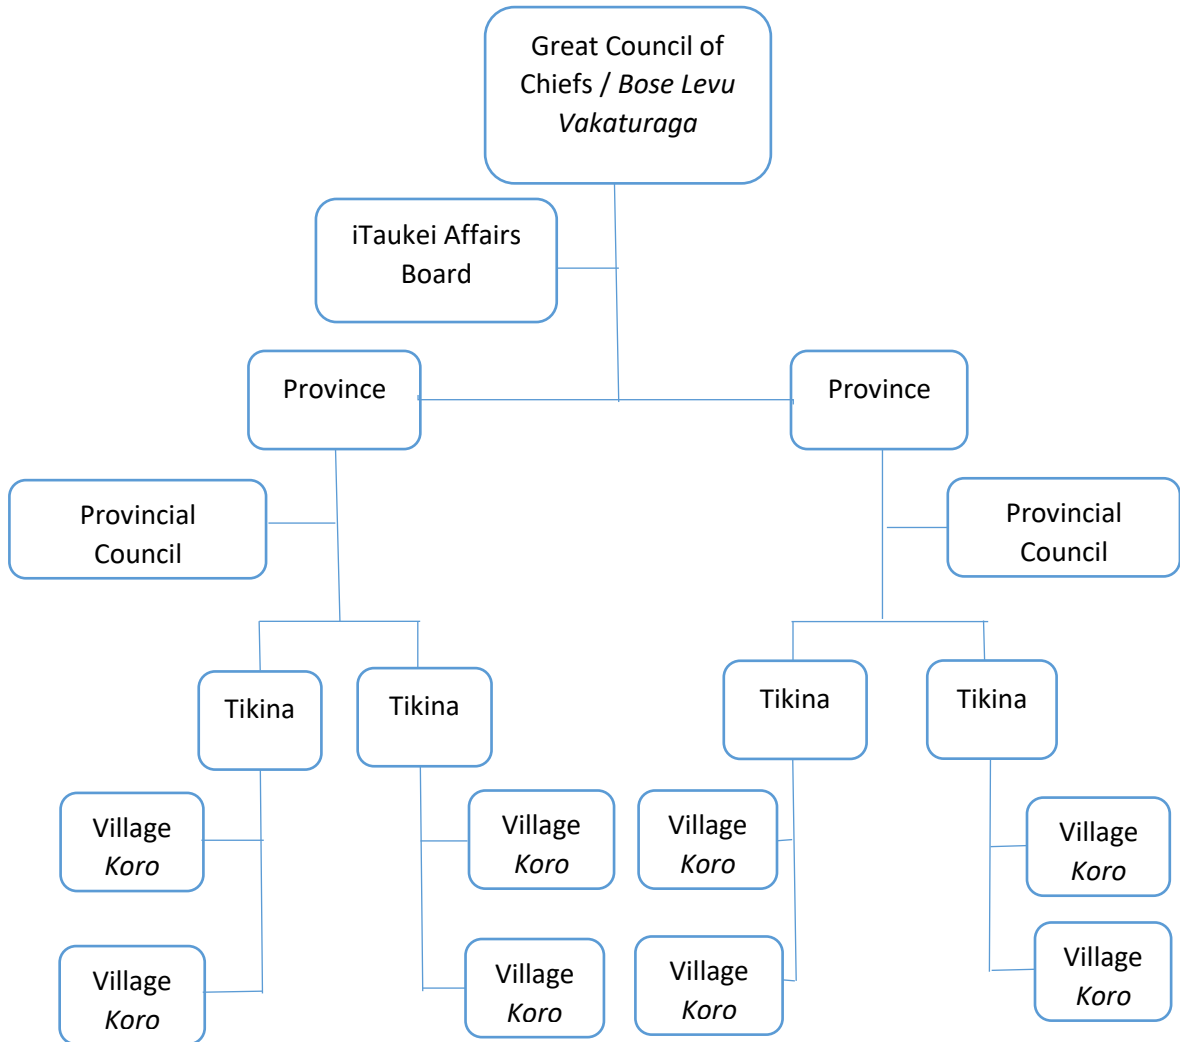 Great Council of
Chiefs / Bose Levu
Vakaturaga
iTaukei Affairs
Board
Province
Province
Provincial
Council
Provincial
Council
Tikina
Tikina
Tikina
Tikina
Village
Koro
Village
Koro
Village
Koro
Village
Koro
Village
Koro
Village
Koro
Village
Koro
Village
Koro